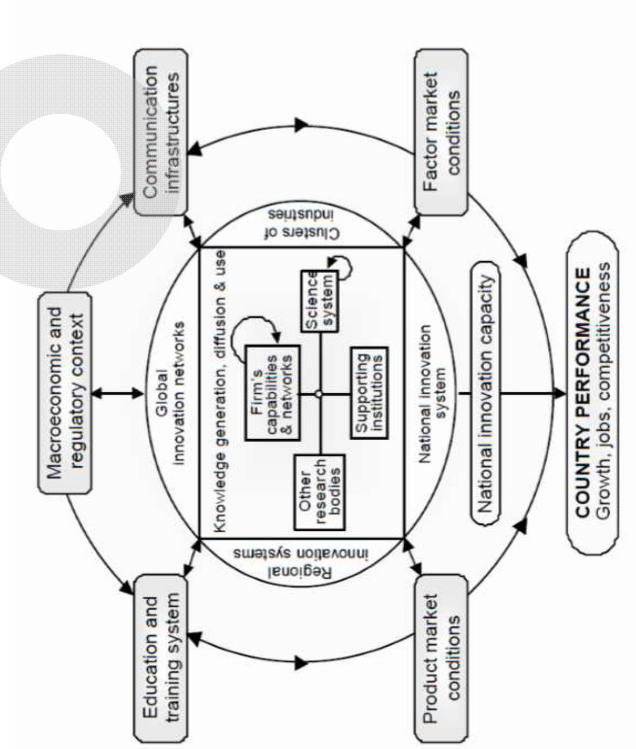 Macroeconomic and
regulatory context
Education and
training system
Communication
infrastructures
Global
innovation networks
Regional
innovation systems
Clusters of
industries
Knowledge generation, diffusion & use
Firm's
capabilities
& networks
Other
research
bodies
Science
system
Supporting
institutions
National innovation
system
Product market
conditions
Factor market
conditions
National innovation capacity
COUNTRY PERFORMANCE
Growth, jobs, competitiveness